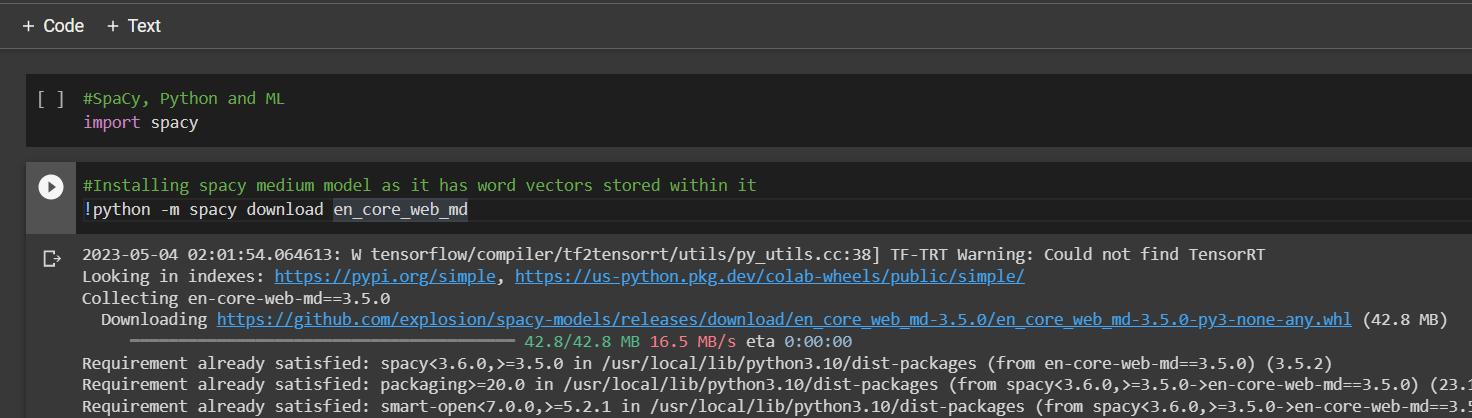 + Code + Text
[ ] #SpaCy, Python and ML
import spacy
#Installing spacy medium model as it has word vectors stored within it
!python -m spacy download en_core_web_md
2023-05-04 02:01:54.064613: W tensorflow/compiler/tf2tensorrt/utils/py_utils.cc:38] TF-TRT Warning: Could not find TensorRT
Looking in indexes: https://pypi.org/simple, https://us-python.pkg.dev/colab-wheels/public/simple/
Collecting en-core-web-md==3.5.0
Downloading https://github.com/explosion/spacy-models/releases/download/en_core_web_md-3.5.0/en_core_web_md-3.5.0-py3-none-any.whl (42.8 MB)
42.8/42.8 MB 16.5 MB/s eta 0:00:00
Requirement already satisfied: spacy<3.6.0,>=3.5.0 in /usr/local/lib/python3.10/dist-packages (from en-core-web-md==3.5.0) (3.5.2)
Requirement already satisfied: packaging>=20.0 in /usr/local/lib/python3.10/dist-packages (from spacy<3.6.0,>=3.5.0->en-core-web-md==3.5.0) (23.1
Requirement already satisfied: smart-open<7.0.0,>=5.2.1 in /usr/local/lib/python3.10/dist-packages (from spacy<3.6.0,>=3.5.0->en-core-web-md==3.5